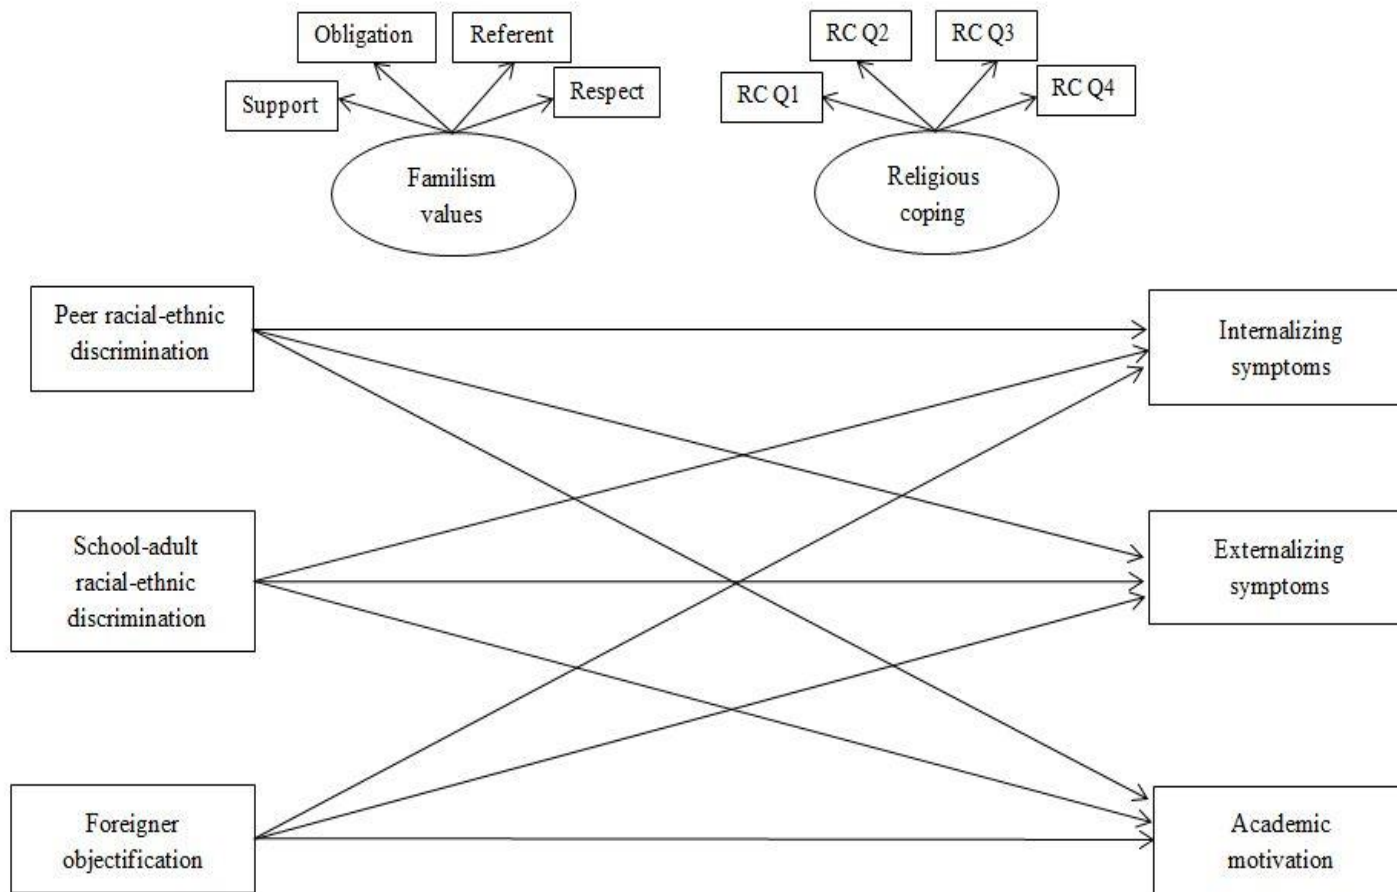 Obligation
Referent
RC Q2
RC Q3
Support
Respect
RC Q1
RC Q4
Familism
values
Religious
coping
Peer racial-ethnic
discrimination
Internalizing
symptoms
School-adult
racial-ethnic
discrimination
Externalizing
symptoms
Foreigner
objectification
Academic
motivation